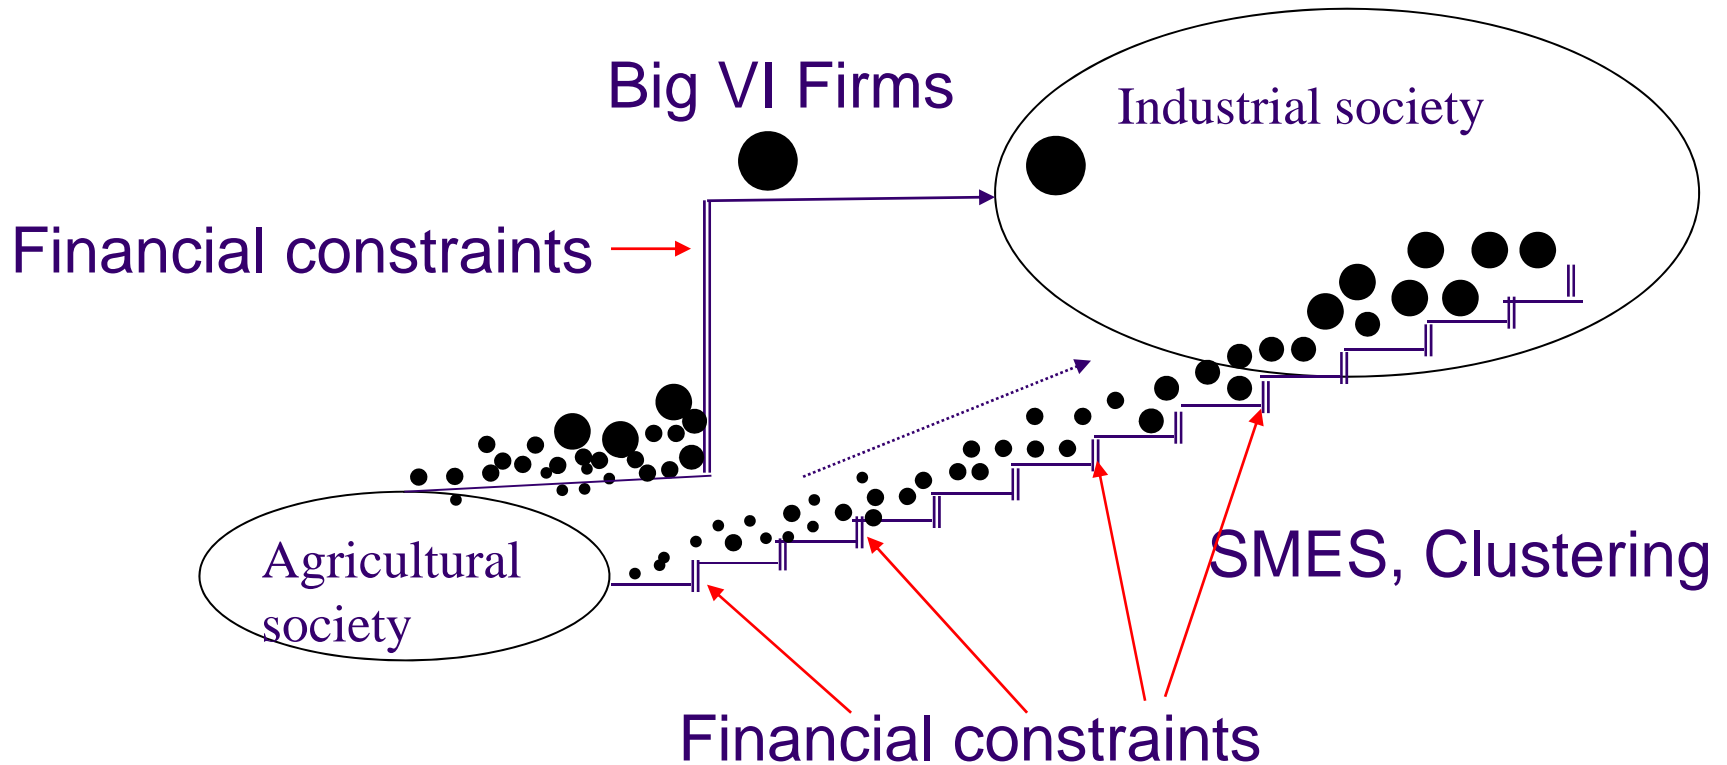 Big VI Firms
Industrial society
Financial constraints
Agricultural
society
SMES, Clustering
Financial constraints